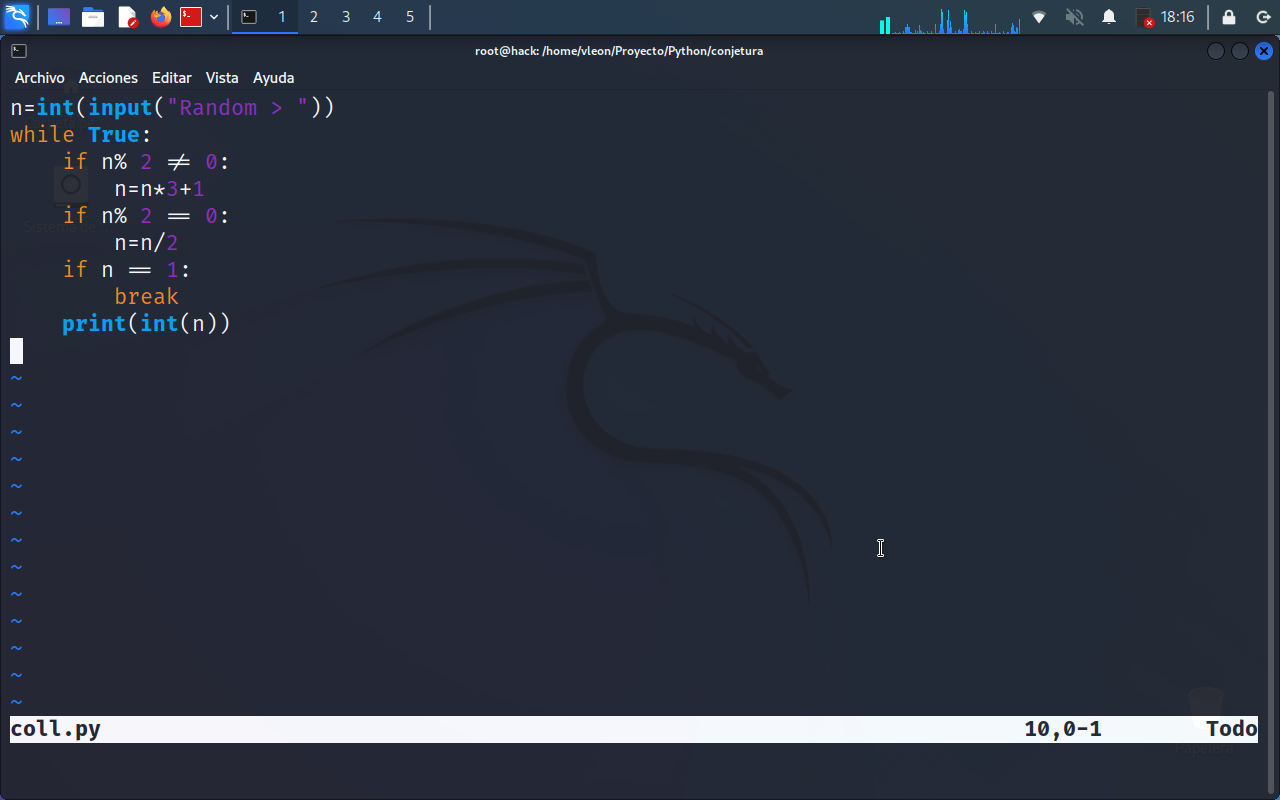 1 2 3 4 5 18:16
root@hack: /home/vleon/Proyecto/Python/conjetura
Archivo Acciones Editar Vista Ayuda
n=int(input("Random > "))
while True:
    if n% 2 != 0:
        n=n*3+1
    if n% 2 == 0:
        n=n/2
    if n == 1:
        break
    print(int(n))
~
~
~
~
~
~
~
~
~
~
~
~
~
coll.py 10,0-1 Todo
Papelera